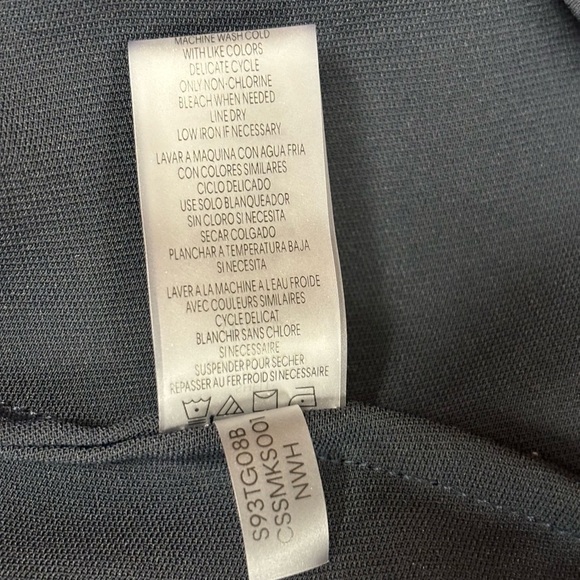 MACHINE WASH COLD
WITH LIKE COLORS
DELICATE CYCLE
ONLY NON-CHLORINE
BLEACH WHEN NEEDED
LINE DRY
LOW IRON IF NECESSARY
LAVAR A MAQUINA CON AGUA FRIA
CON COLORES SIMILARES
CICLO DELICADO
USE SOLO BLANQUEADOR
SIN CLORO SI NECESITA
SECAR COLGADO
PLANCHAR A TEMPERATURA BAJA
SI NECESITA
LAVER A LA MACHINE A L EAU FROIDE
AVEC COULEURS SIMILAIRES
CYCLE DELICAT
BLANCHIR SANS CHLORE
SI NECESSAIRE
SUSPENDER POUR SECHER
REPASSER AU FER FROID SI NECESSAIRE
S93TG08B
CSSMKS001
NWH